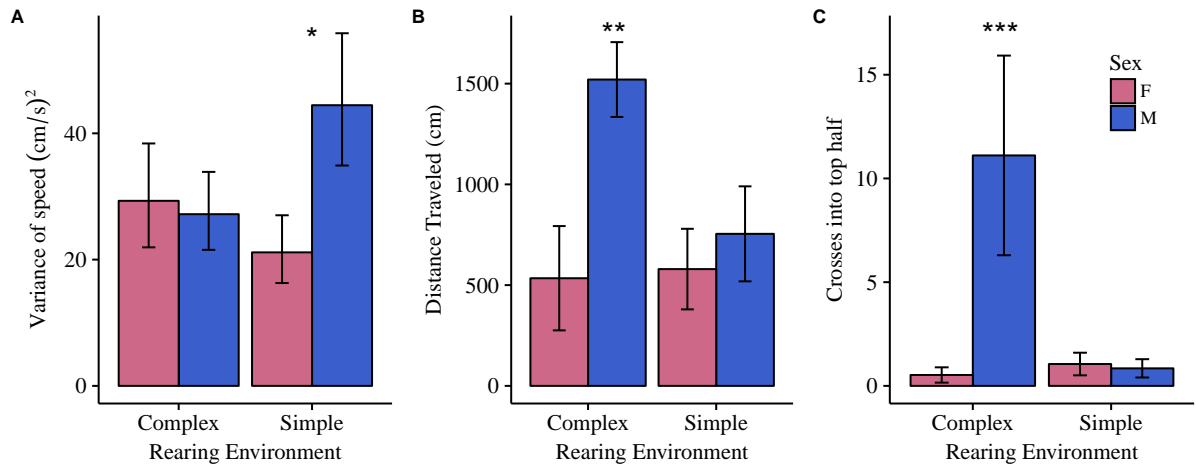 A
Variance of speed (cm/s)²
0
20
40
*
Complex
Simple
Rearing Environment
B
Distance Traveled (cm)
0
500
1000
1500
**
Complex
Simple
Rearing Environment
C
Crosses into top half
0
5
10
15
***
Sex
F
M
Complex
Simple
Rearing Environment